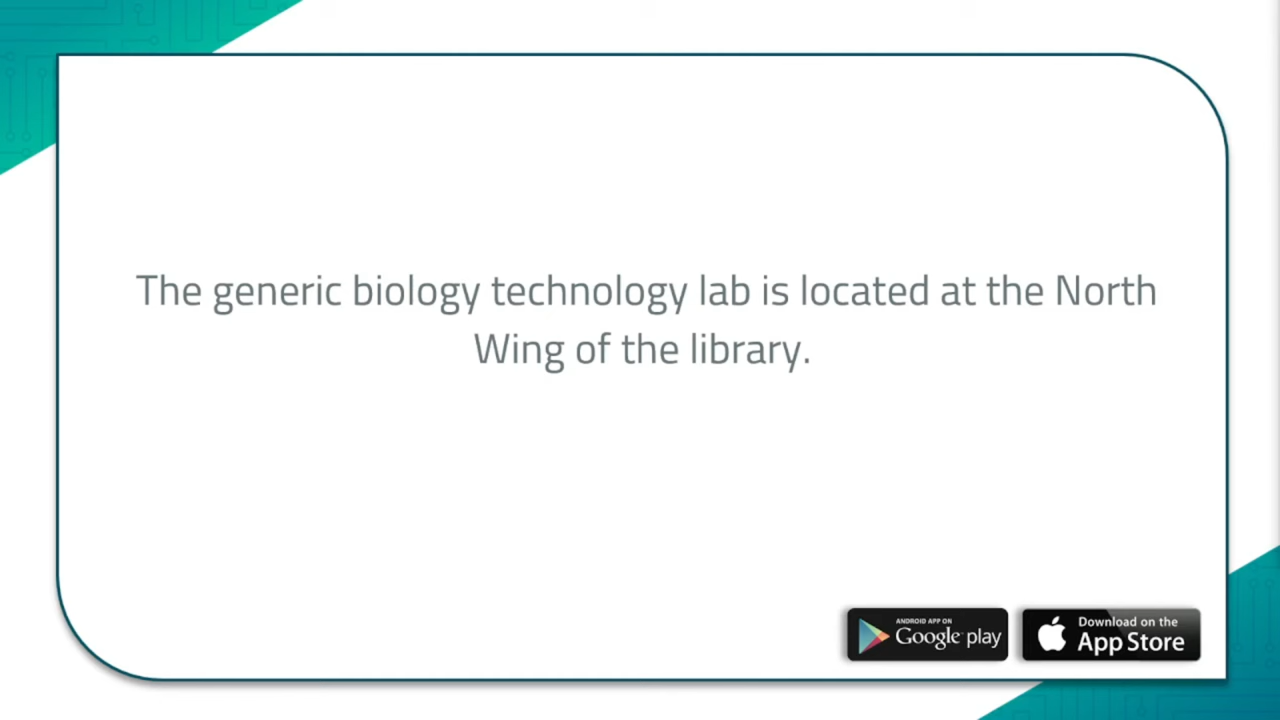 The generic biology technology lab is located at the North
Wing of the library.
ANDROID APP ON
Google play
Download on the
App Store